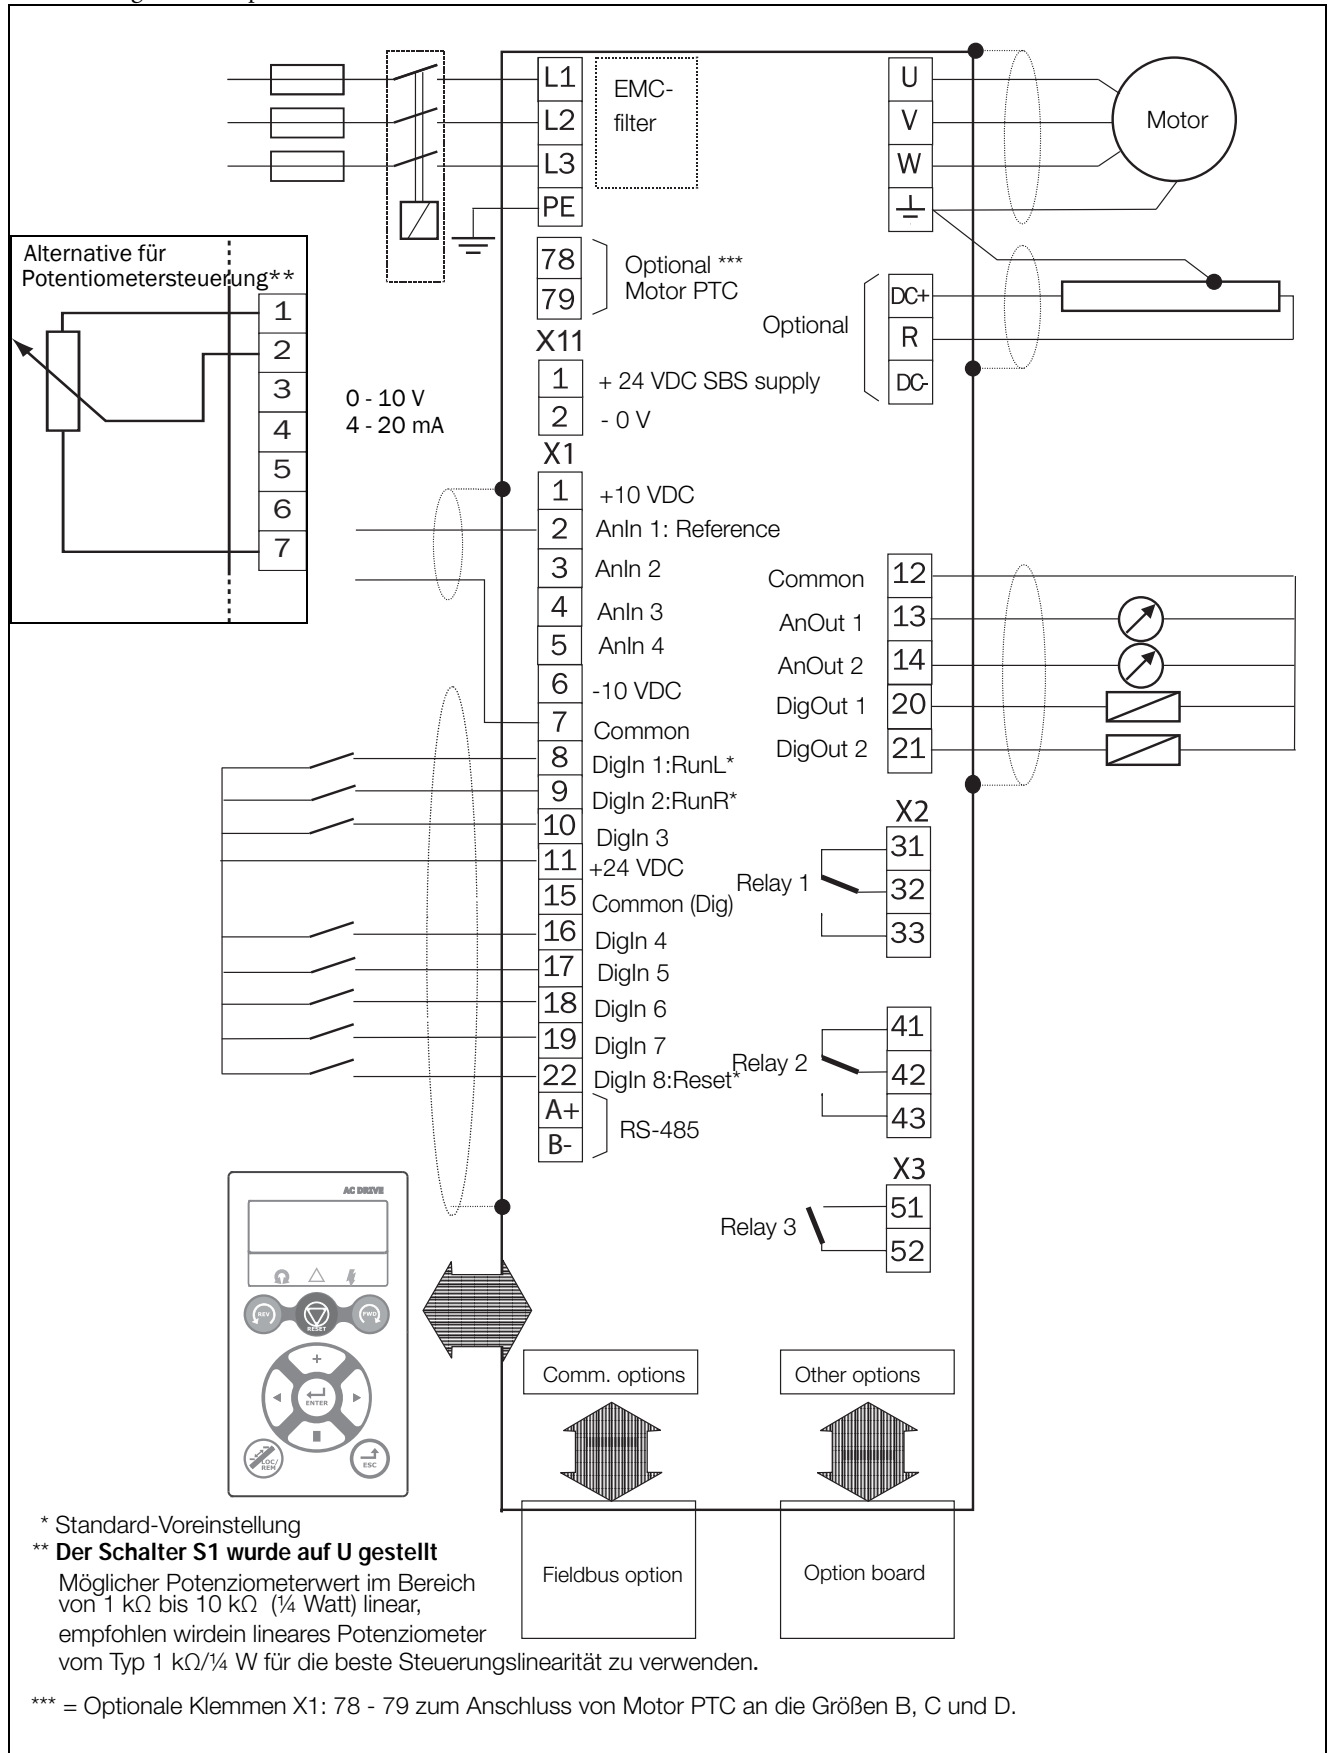 L1
L2
L3
PE
EMC-
filter
U
V
W
Motor
78
79
Optional ***
Motor PTC
Alternative für
Potentiometersteuerung**
1
2
3
4
5
6
7
0 - 10 V
4 - 20 mA
X11
1 + 24 VDC SBS supply
2 - 0 V
Optional
DC+
R
DC-
X1
1 +10 VDC
2 AnIn 1: Reference
3 AnIn 2
4 AnIn 3
5 AnIn 4
6 -10 VDC
7 Common
8 DigIn 1:RunL*
9 DigIn 2:RunR*
10 DigIn 3
11 +24 VDC
15 Common (Dig)
16 DigIn 4
17 DigIn 5
18 DigIn 6
19 DigIn 7
22 DigIn 8:Reset*
A+
B-
RS-485
Common 12
AnOut 1 13
AnOut 2 14
DigOut 1 20
DigOut 2 21
X2
31
Relay 1 32
33
41
Relay 2 42
43
X3
51
Relay 3
52
AC DRIVE
REV
RESET
FWD
+
ENTER
LOC/
REM
ESC
Comm. options
Other options
Fieldbus option
Option board
* Standard-Voreinstellung
** Der Schalter S1 wurde auf U gestellt
Möglicher Potenziometerwert im Bereich
von 1 kΩ bis 10 kΩ (¼ Watt) linear,
empfohlen wirdein lineares Potenziometer
vom Typ 1 kΩ/¼ W für die beste Steuerungslinearität zu verwenden.
*** = Optionale Klemmen X1: 78 - 79 zum Anschluss von Motor PTC an die Größen B, C und D.